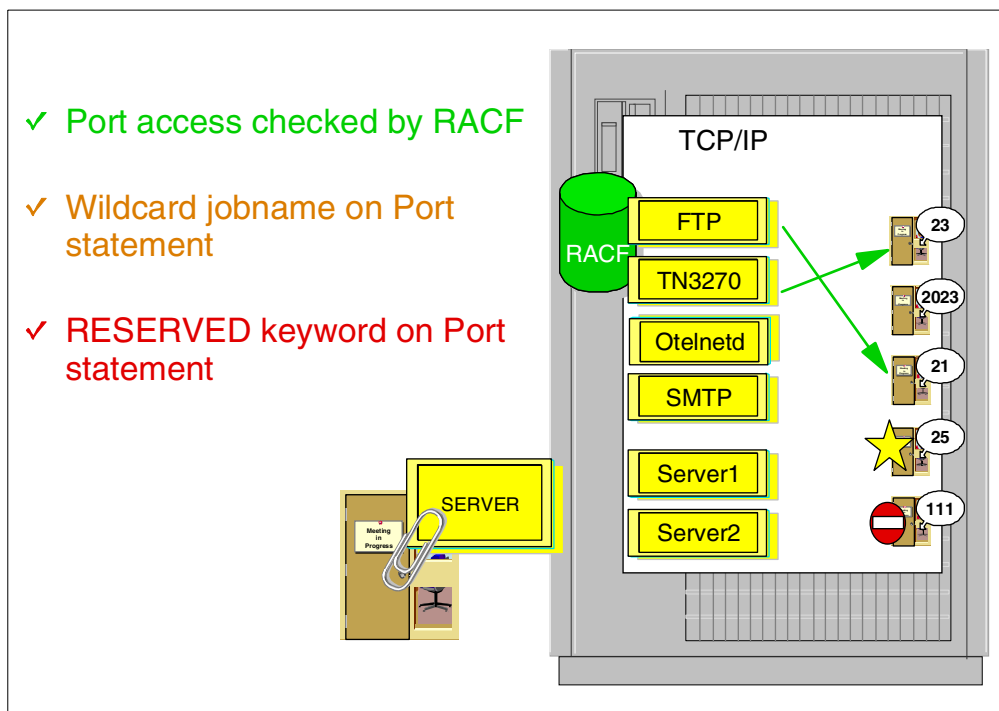 ✓ Port access checked by RACF
✓ Wildcard jobname on Port
statement
✓ RESERVED keyword on Port
statement
TCP/IP
RACF
FTP
TN3270
Otelnetd
SMTP
Server1
Server2
23
2023
21
25
111
SERVER
Meeting
in
Progress